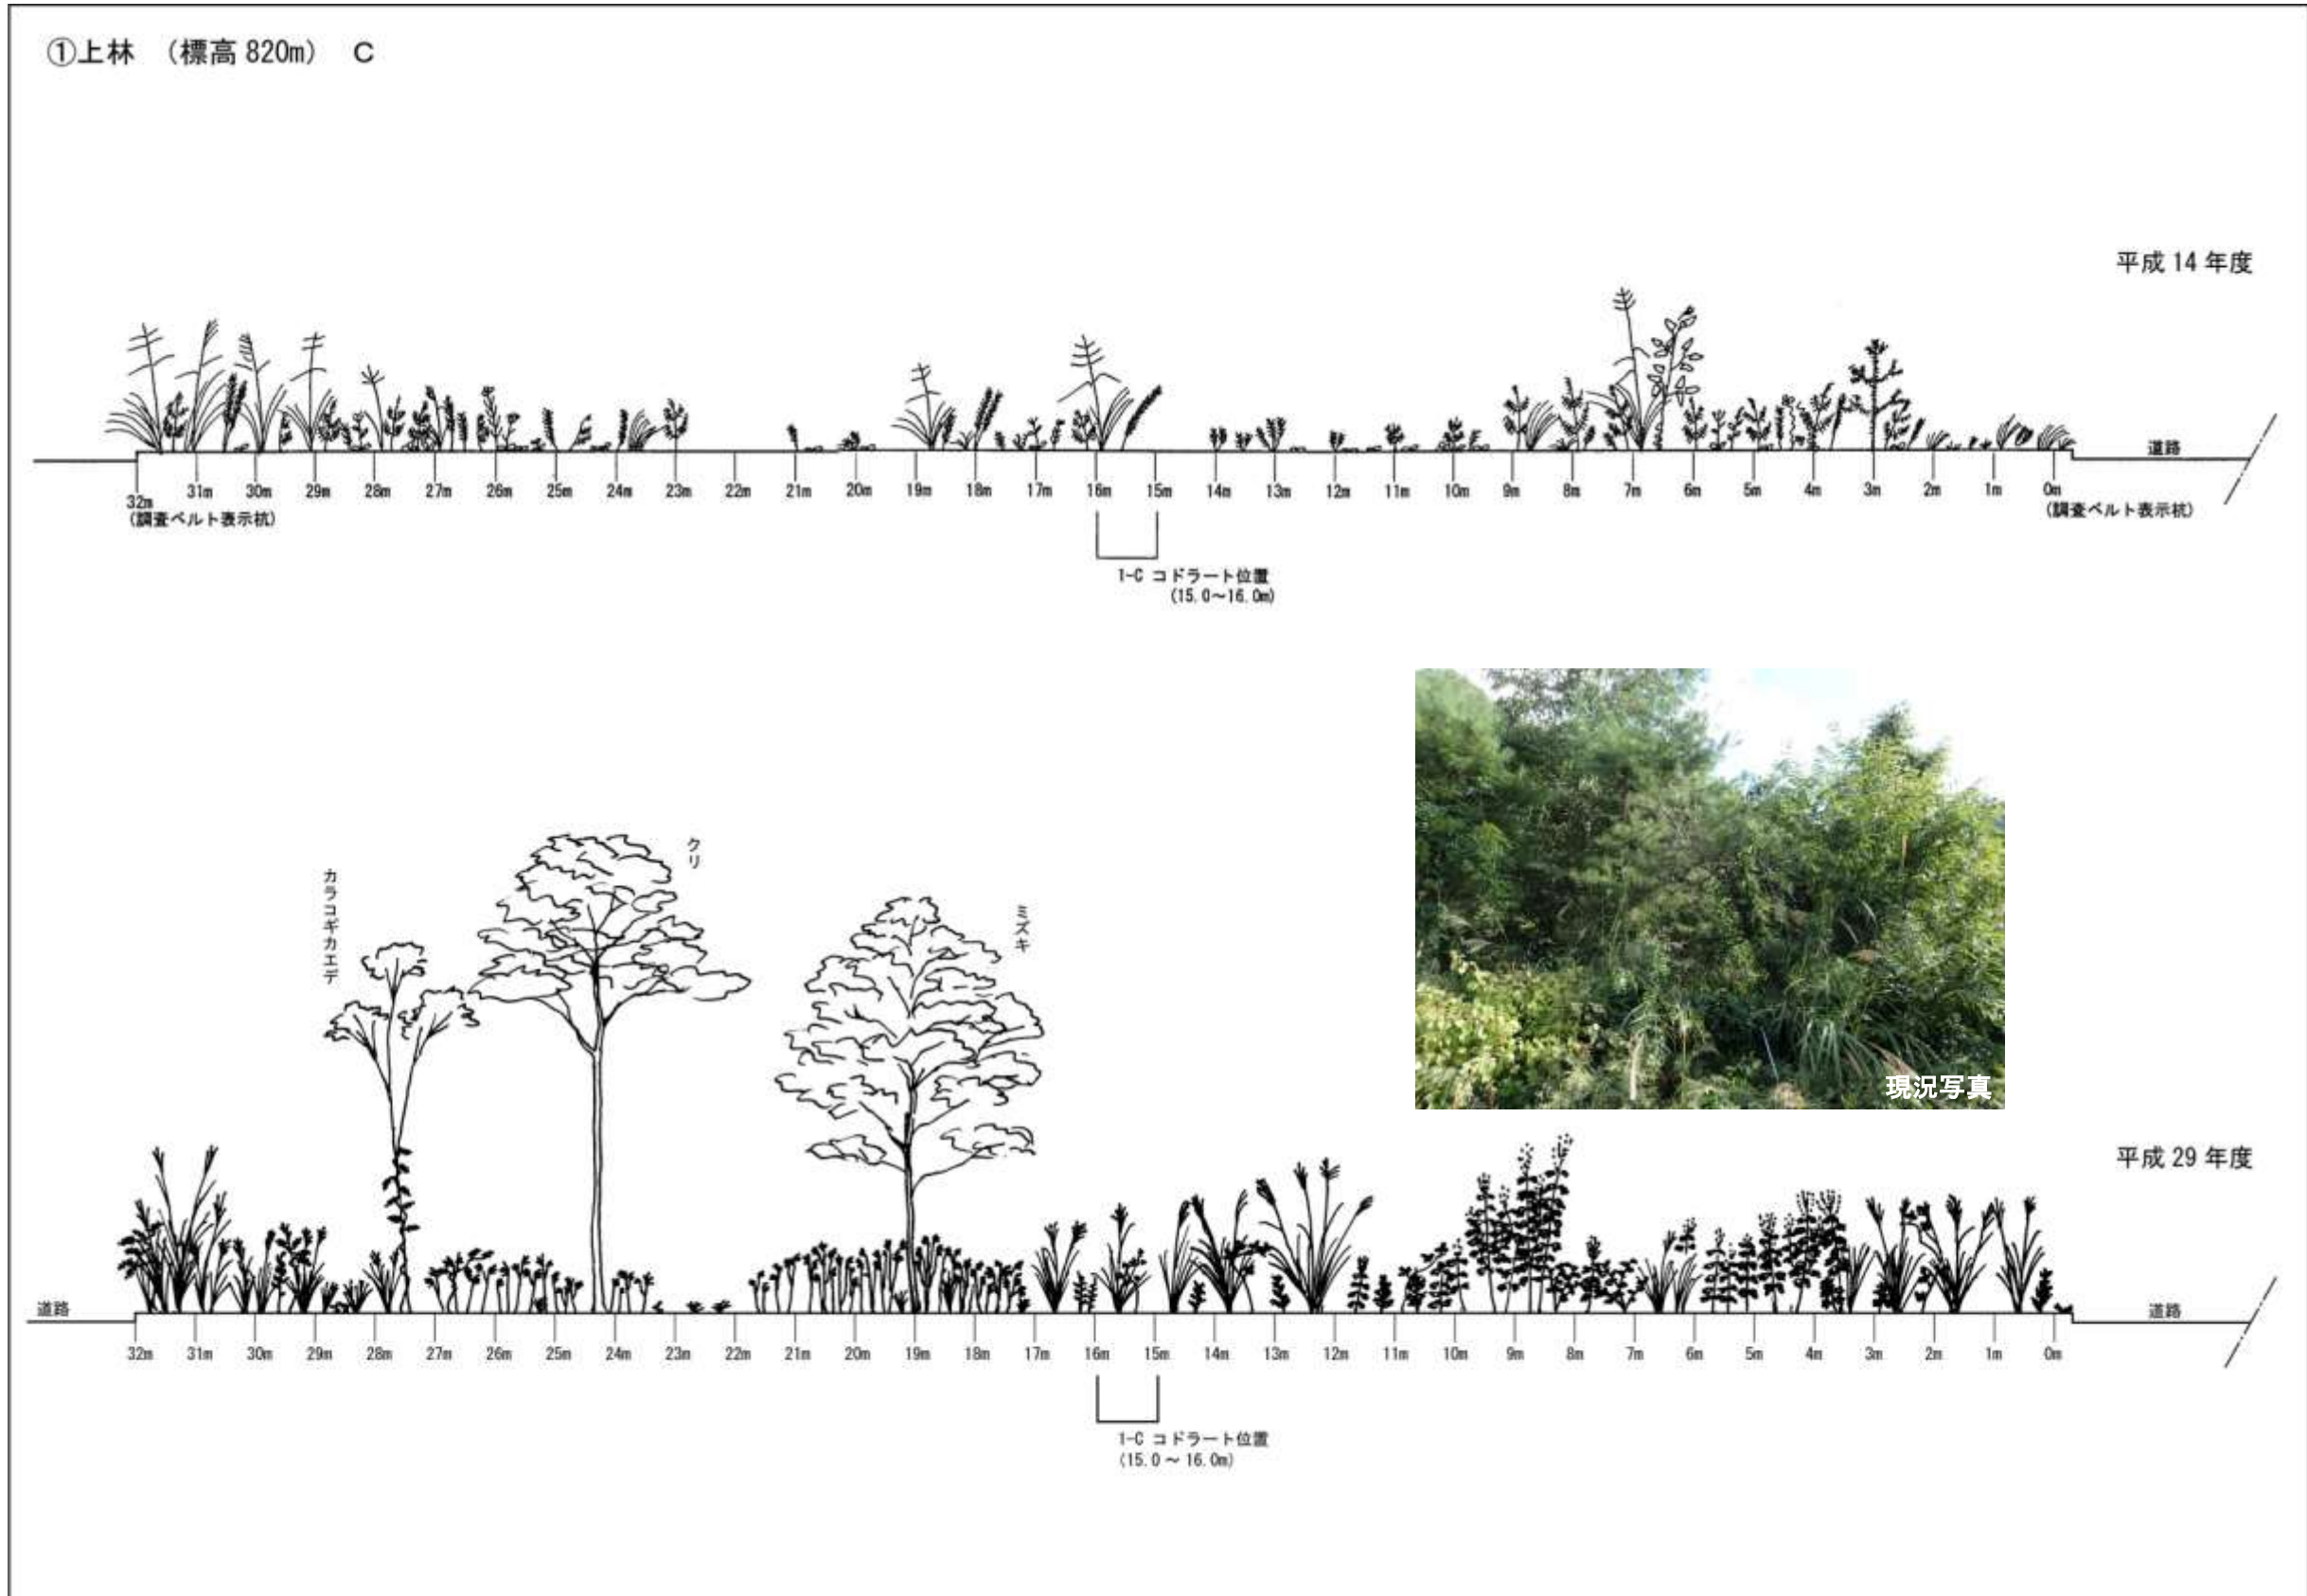 ①上林 （標高 820m） C
平成 14 年度
道路
31m 30m 29m 28m 27m 26m 25m 24m 23m 22m 21m 20m 19m 18m 17m 16m 15m 14m 13m 12m 11m 10m 9m 8m 7m 6m 5m 4m 3m 2m 1m 0m
32m
(調査ベルト表示杭)
(調査ベルト表示杭)
1-C コドラート位置
(15.0～16.0m)
クリ
カラコギカエデ
ミズキ
現況写真
平成 29 年度
道路
道路
32m 31m 30m 29m 28m 27m 26m 25m 24m 23m 22m 21m 20m 19m 18m 17m 16m 15m 14m 13m 12m 11m 10m 9m 8m 7m 6m 5m 4m 3m 2m 1m 0m
1-C コドラート位置
(15.0 ～ 16.0m)